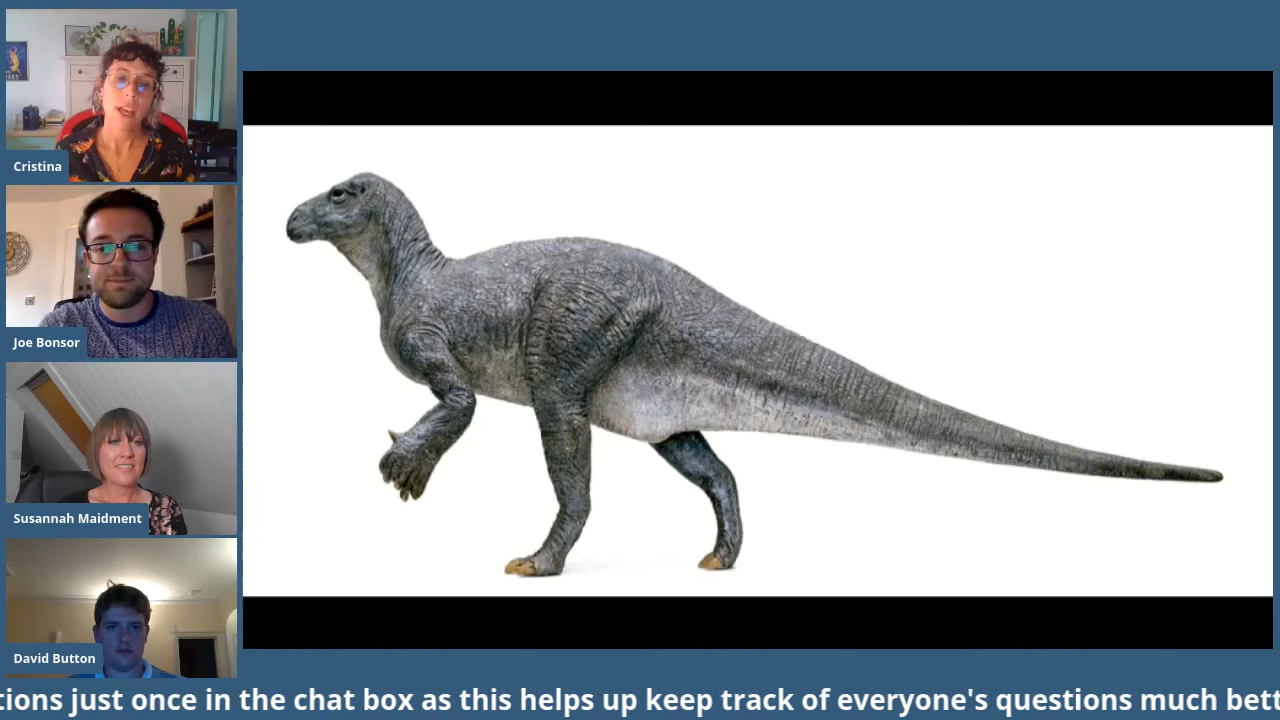 Cristina
Joe Bonsor
Susannah Maidment
David Button
tions just once in the chat box as this helps up keep track of everyone's questions much bett